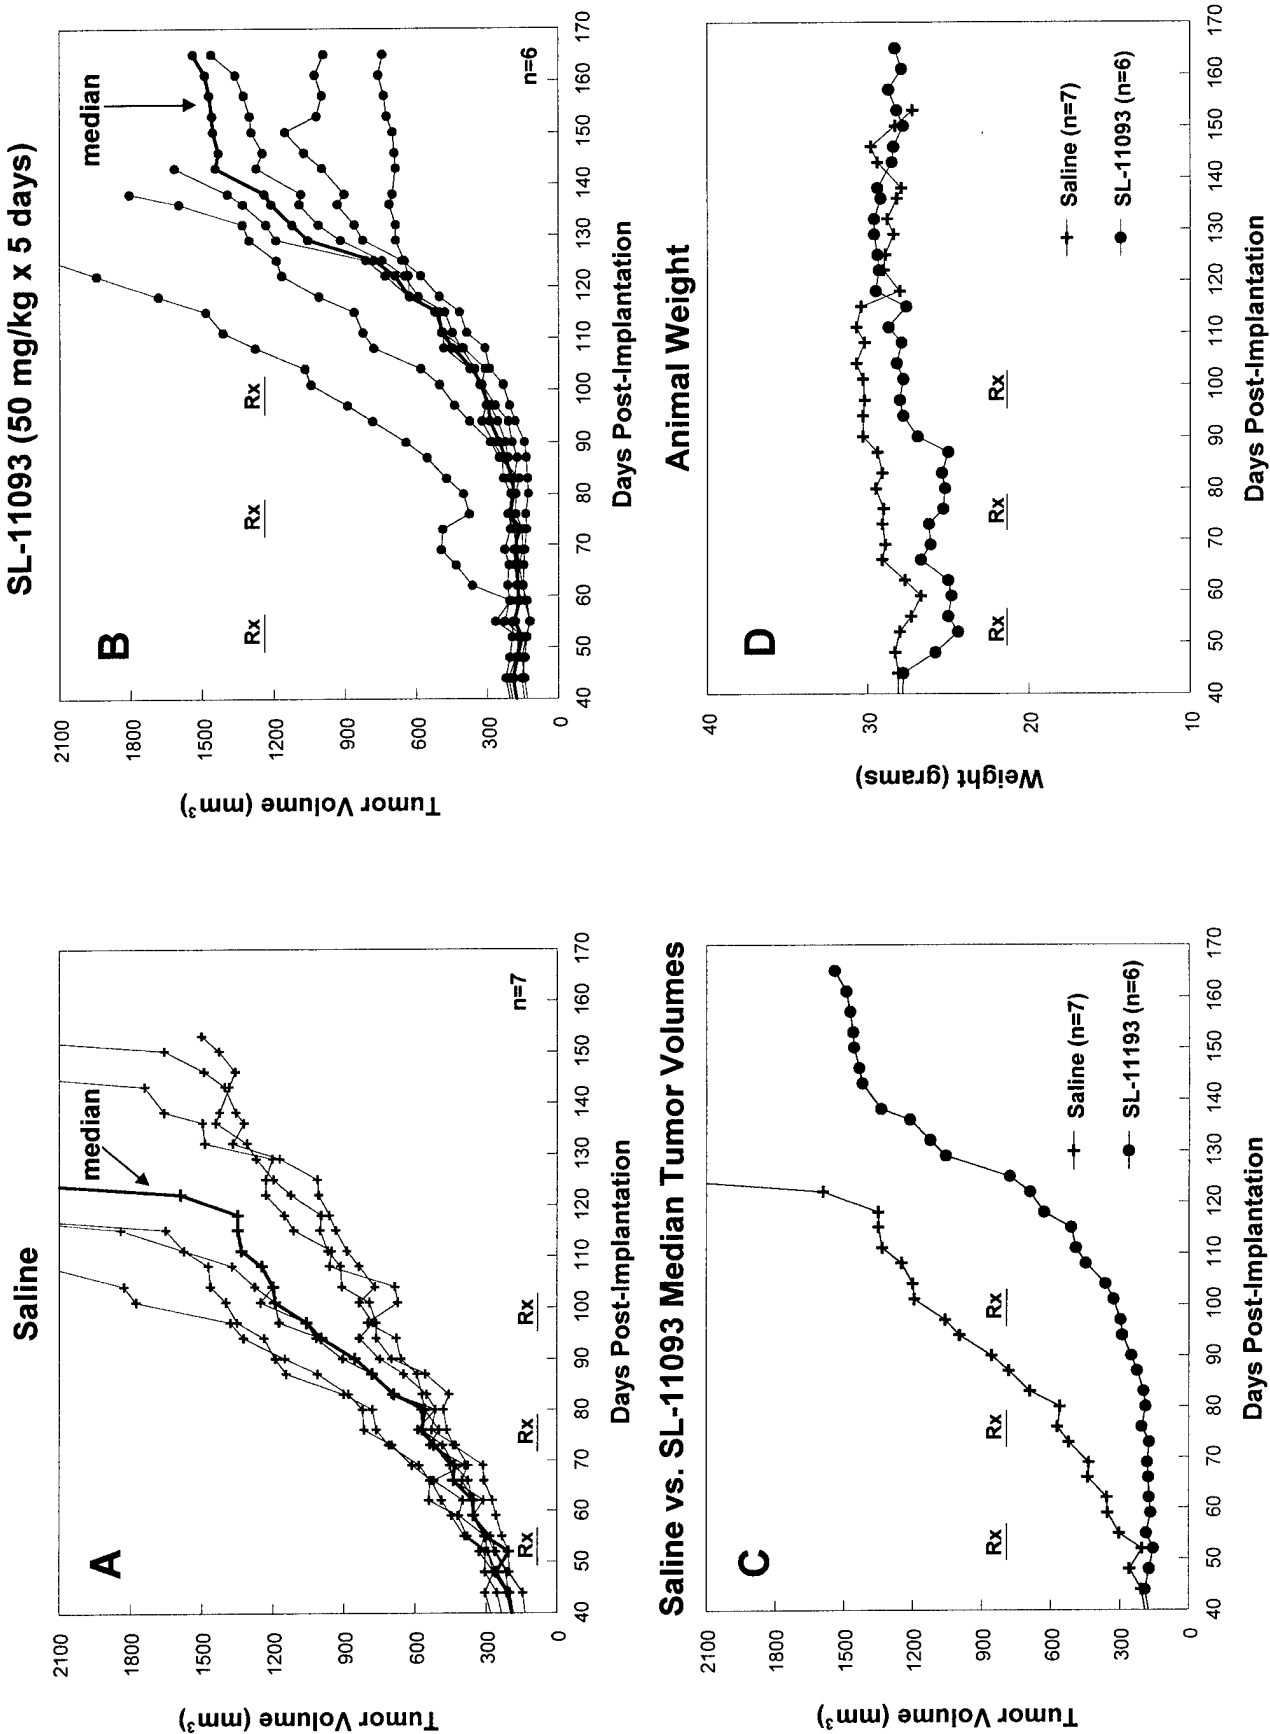 Saline
A
Tumor Volume (mm³)
2100
1800
1500
1200
900
600
300
0
median
Rx Rx Rx
n=7
40 50 60 70 80 90 100 110 120 130 140 150 160 170
Days Post-Implantation
SL-11093 (50 mg/kg x 5 days)
B
Tumor Volume (mm³)
2100
1800
1500
1200
900
600
300
0
median
Rx Rx Rx
n=6
40 50 60 70 80 90 100 110 120 130 140 150 160 170
Days Post-Implantation
Saline vs. SL-11093 Median Tumor Volumes
C
Tumor Volume (mm³)
2100
1800
1500
1200
900
600
300
0
Rx Rx Rx
Saline (n=7)
SL-11193 (n=6)
40 50 60 70 80 90 100 110 120 130 140 150 160 170
Days Post-Implantation
Animal Weight
D
Weight (grams)
40
30
20
10
Rx Rx Rx
Saline (n=7)
SL-11093 (n=6)
40 50 60 70 80 90 100 110 120 130 140 150 160 170
Days Post-Implantation